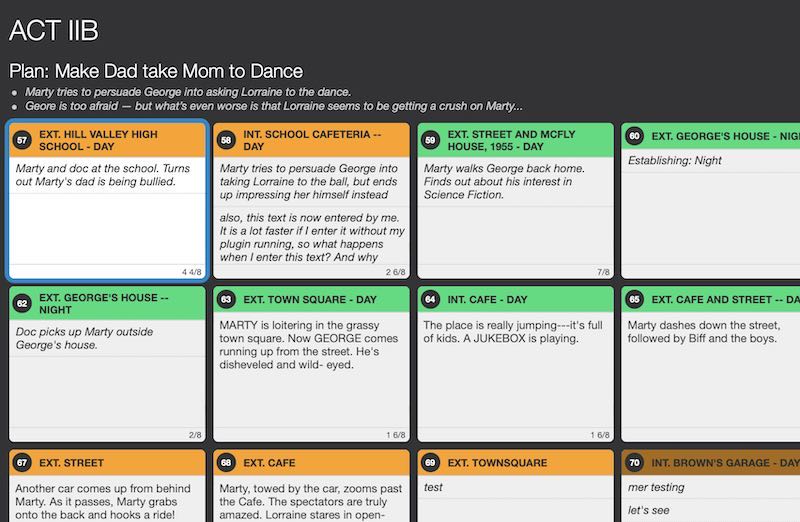 ACT IIB
Plan: Make Dad take Mom to Dance
Marty tries to persuade George into asking Lorraine to the dance.
Geore is too afraid — but what's even worse is that Lorraine seems to be getting a crush on Marty...
57
EXT. HILL VALLEY HIGH
SCHOOL - DAY
Marty and doc at the school. Turns
out Marty's dad is being bullied.
4 4/8
58
INT. SCHOOL CAFETERIA --
DAY
Marty tries to persuade George into
taking Lorraine to the ball, but ends
up impressing her himself instead
also, this text is now entered by me.
It is a lot faster if I enter it without my
plugin running, so what happens
when I enter this text? And why
2 6/8
59
EXT. STREET AND MCFLY
HOUSE, 1955 - DAY
Marty walks George back home.
Finds out about his interest in
Science Fiction.
7/8
60
EXT. GEORGE'S HOUSE -
Establishing: Night
62
EXT. GEORGE'S HOUSE --
NIGHT
Doc picks up Marty outside
George's house.
2/8
63
EXT. TOWN SQUARE - DAY
MARTY is loitering in the grassy
town square. Now GEORGE comes
running up from the street. He's
disheveled and wild- eyed.
1 6/8
64
INT. CAFE - DAY
The place is really jumping---it's full
of kids. A JUKEBOX is playing.
1 6/8
65
EXT. CAFE AND STREET --
Marty dashes down the street,
followed by Biff and the boys.
67
EXT. STREET
Another car comes up from behind
Marty. As it passes, Marty grabs
onto the back and hooks a ride!
68
EXT. CAFE
Marty, towed by the car, zooms past
the Cafe. The spectators are truly
amazed. Lorraine stares in open-
69
EXT. TOWNSQUARE
test
70
INT. BROWN'S GARAGE - DAY
mer testing
let's see